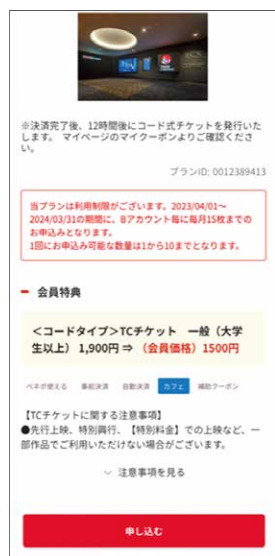 ※決済完了後、12時間後にコード式チケットを発行いた
します。 マイページのマイクーポンよりご確認くださ
い。
プランID: 0012389413
当プランは利用制限がございます。2023/04/01～
2024/03/31の期間に、Bアカウント毎に毎月15枚までの
お申込みとなります。
1回にお申込み可能な数量は1から10までとなります。
会員特典
＜コードタイプ＞TCチケット　一般（大学
生以上） 1,900円 ⇒ （会員価格）1500円
ベネが使える　事前決済　自動決済　カフェ　補助クーポン
【TCチケットに関する注意事項】
●先行上映、特別興行、【特別料金】での上映など、一
部作品でご利用いただけない場合がございます。
注意事項を見る
申し込む